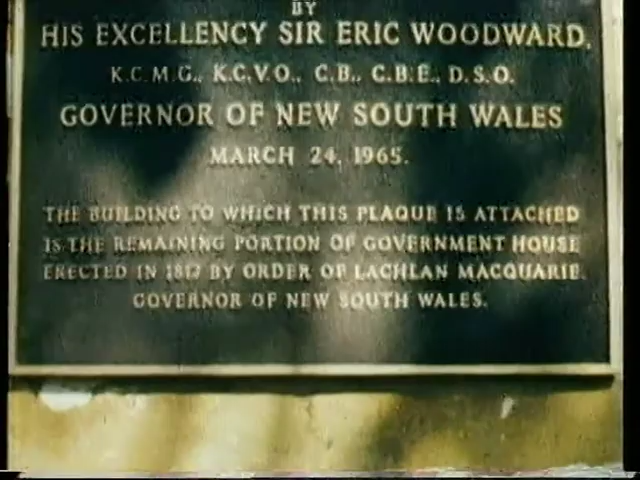 BY
HIS EXCELLENCY SIR ERIC WOODWARD,
K.C.M.G., K.C.V.O., C.B., C.B.E., D.S.O.
GOVERNOR OF NEW SOUTH WALES
MARCH 24, 1965.
THE BUILDING TO WHICH THIS PLAQUE IS ATTACHED
IS THE REMAINING PORTION OF GOVERNMENT HOUSE
ERECTED IN 1817 BY ORDER OF LACHLAN MACQUARIE,
GOVERNOR OF NEW SOUTH WALES.